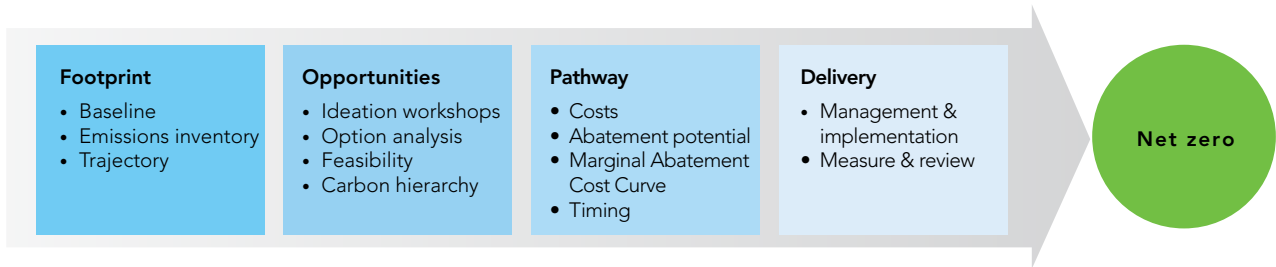 Footprint
• Baseline
• Emissions inventory
• Trajectory
Opportunities
• Ideation workshops
• Option analysis
• Feasibility
• Carbon hierarchy
Pathway
• Costs
• Abatement potential
• Marginal Abatement
Cost Curve
• Timing
Delivery
• Management &
implementation
• Measure & review
Net zero